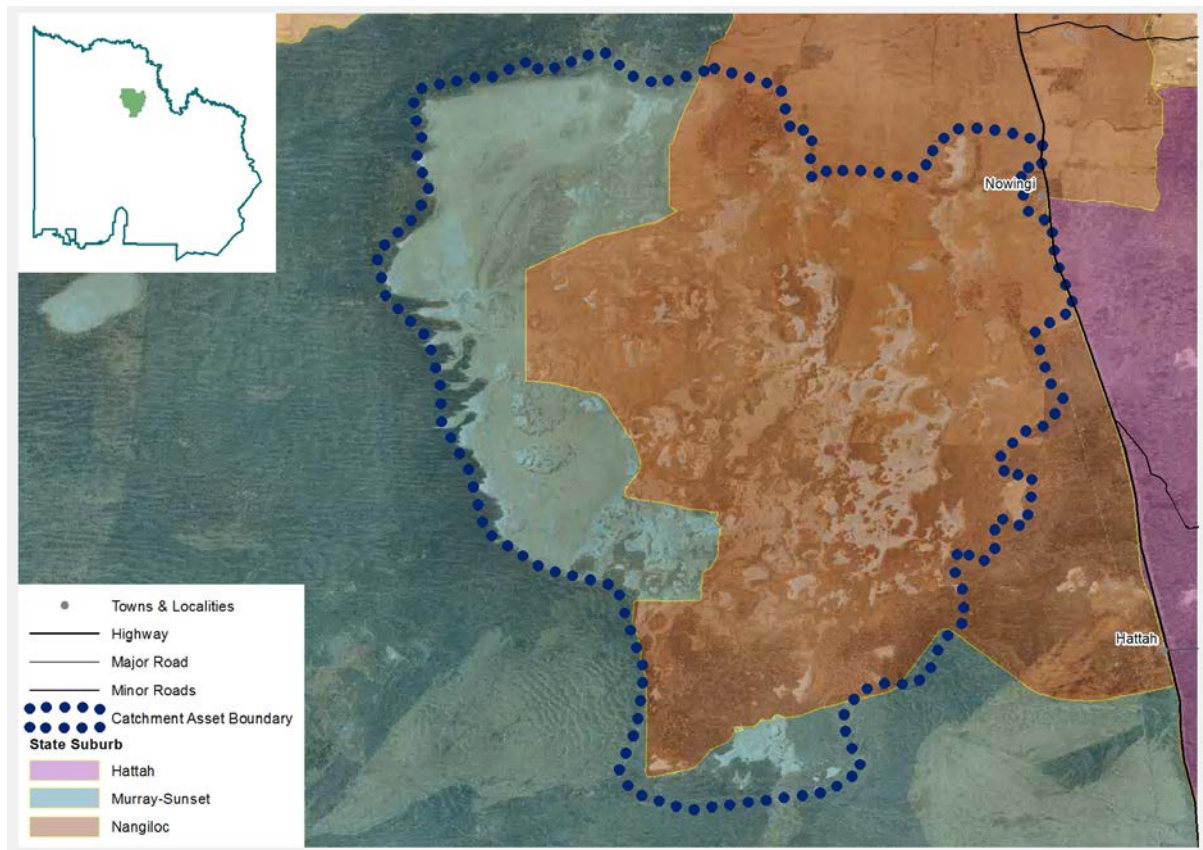 Nowingi
Hattah
Towns & Localities
Highway
Major Road
Minor Roads
Catchment Asset Boundary
State Suburb
Hattah
Murray-Sunset
Nangiloc